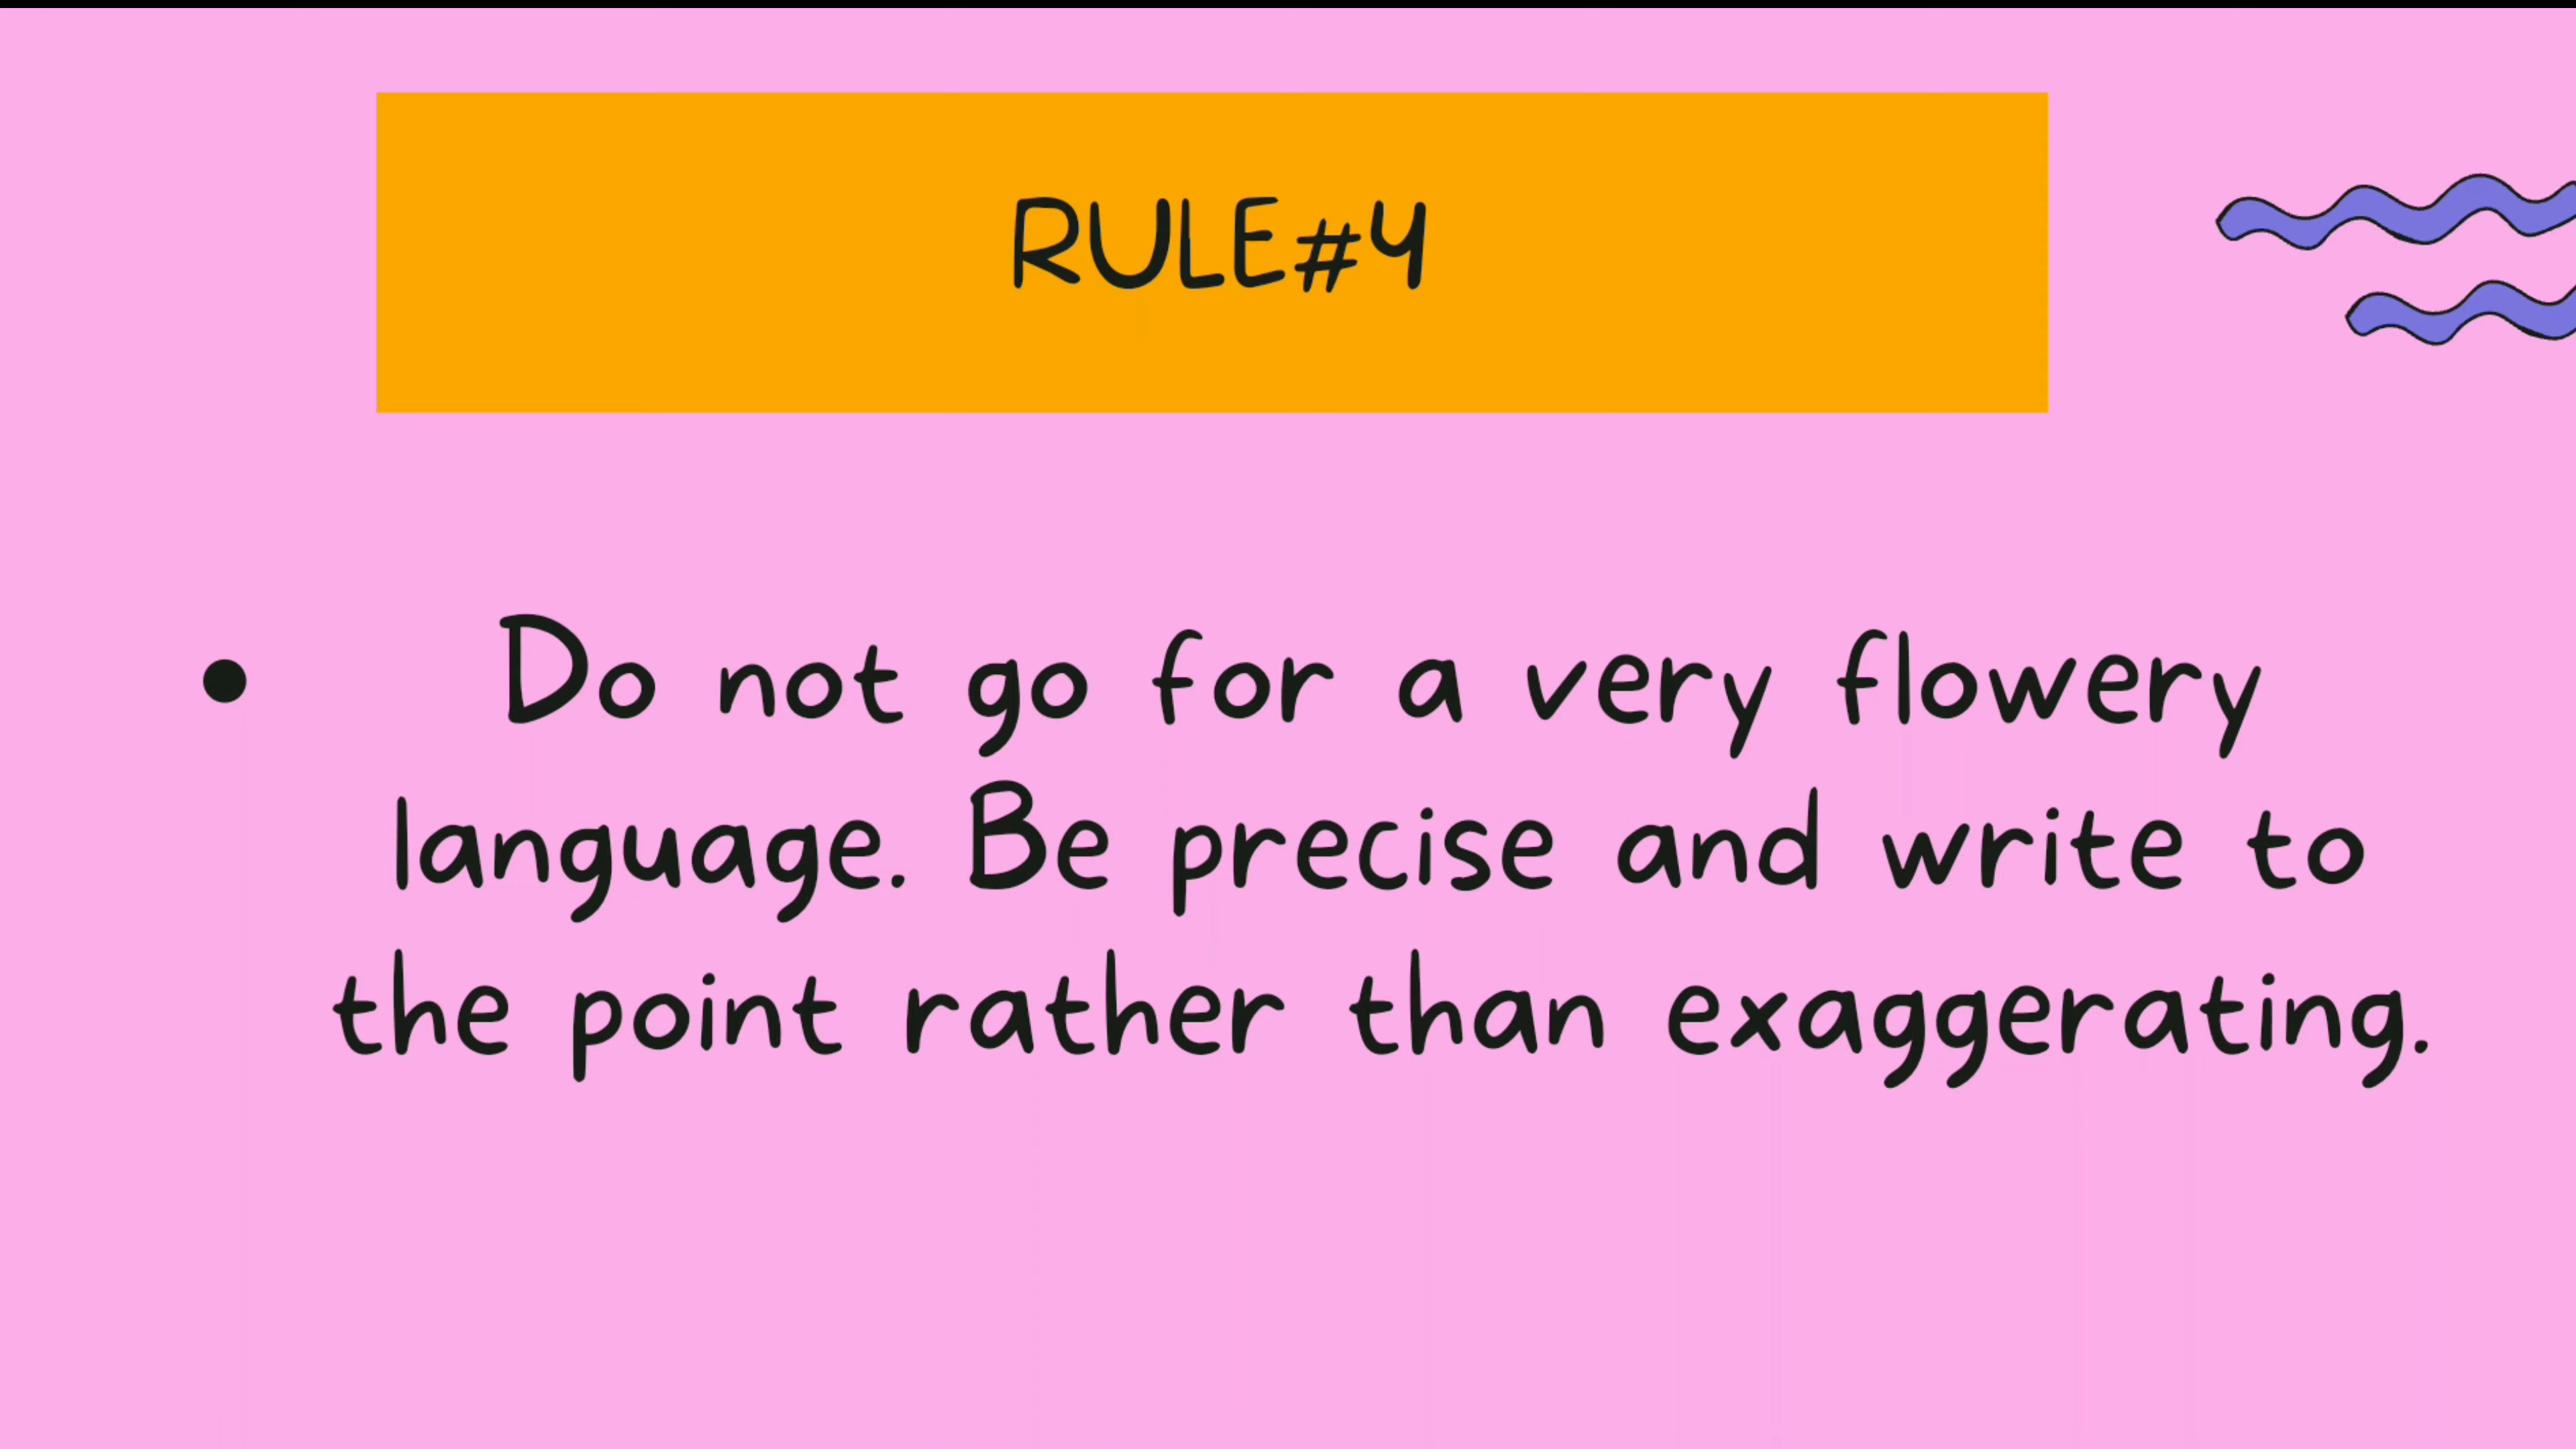 RULE#4
• Do not go for a very flowery
language. Be precise and write to
the point rather than exaggerating.